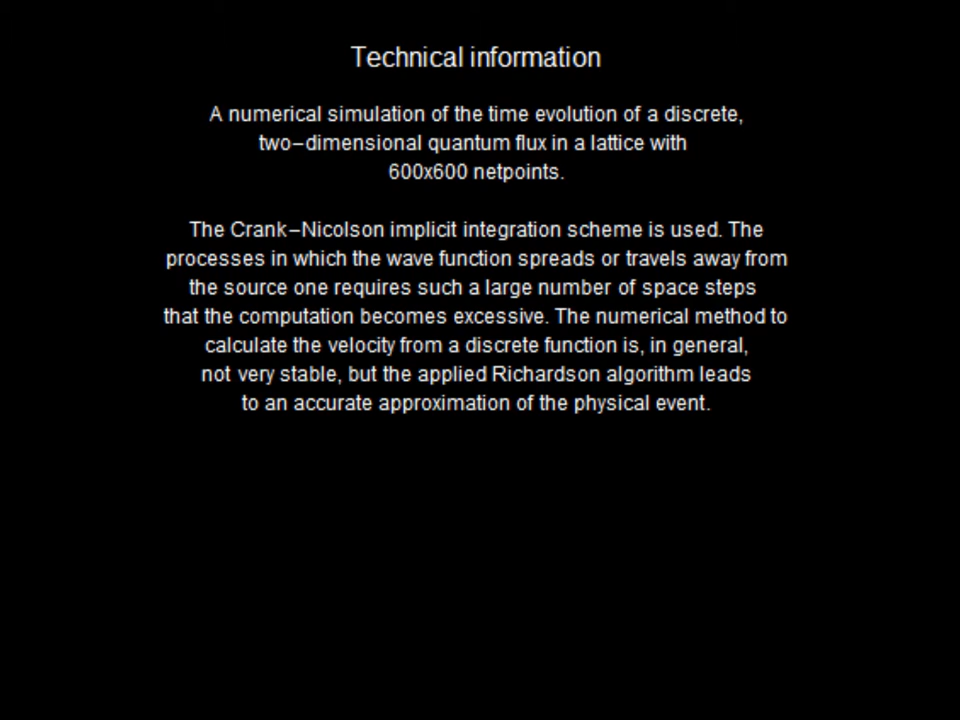 Technical information
A numerical simulation of the time evolution of a discrete,
two-dimensional quantum flux in a lattice with
600x600 netpoints.
The Crank-Nicolson implicit integration scheme is used. The
processes in which the wave function spreads or travels away from
the source one requires such a large number of space steps
that the computation becomes excessive. The numerical method to
calculate the velocity from a discrete function is, in general,
not very stable, but the applied Richardson algorithm leads
to an accurate approximation of the physical event.